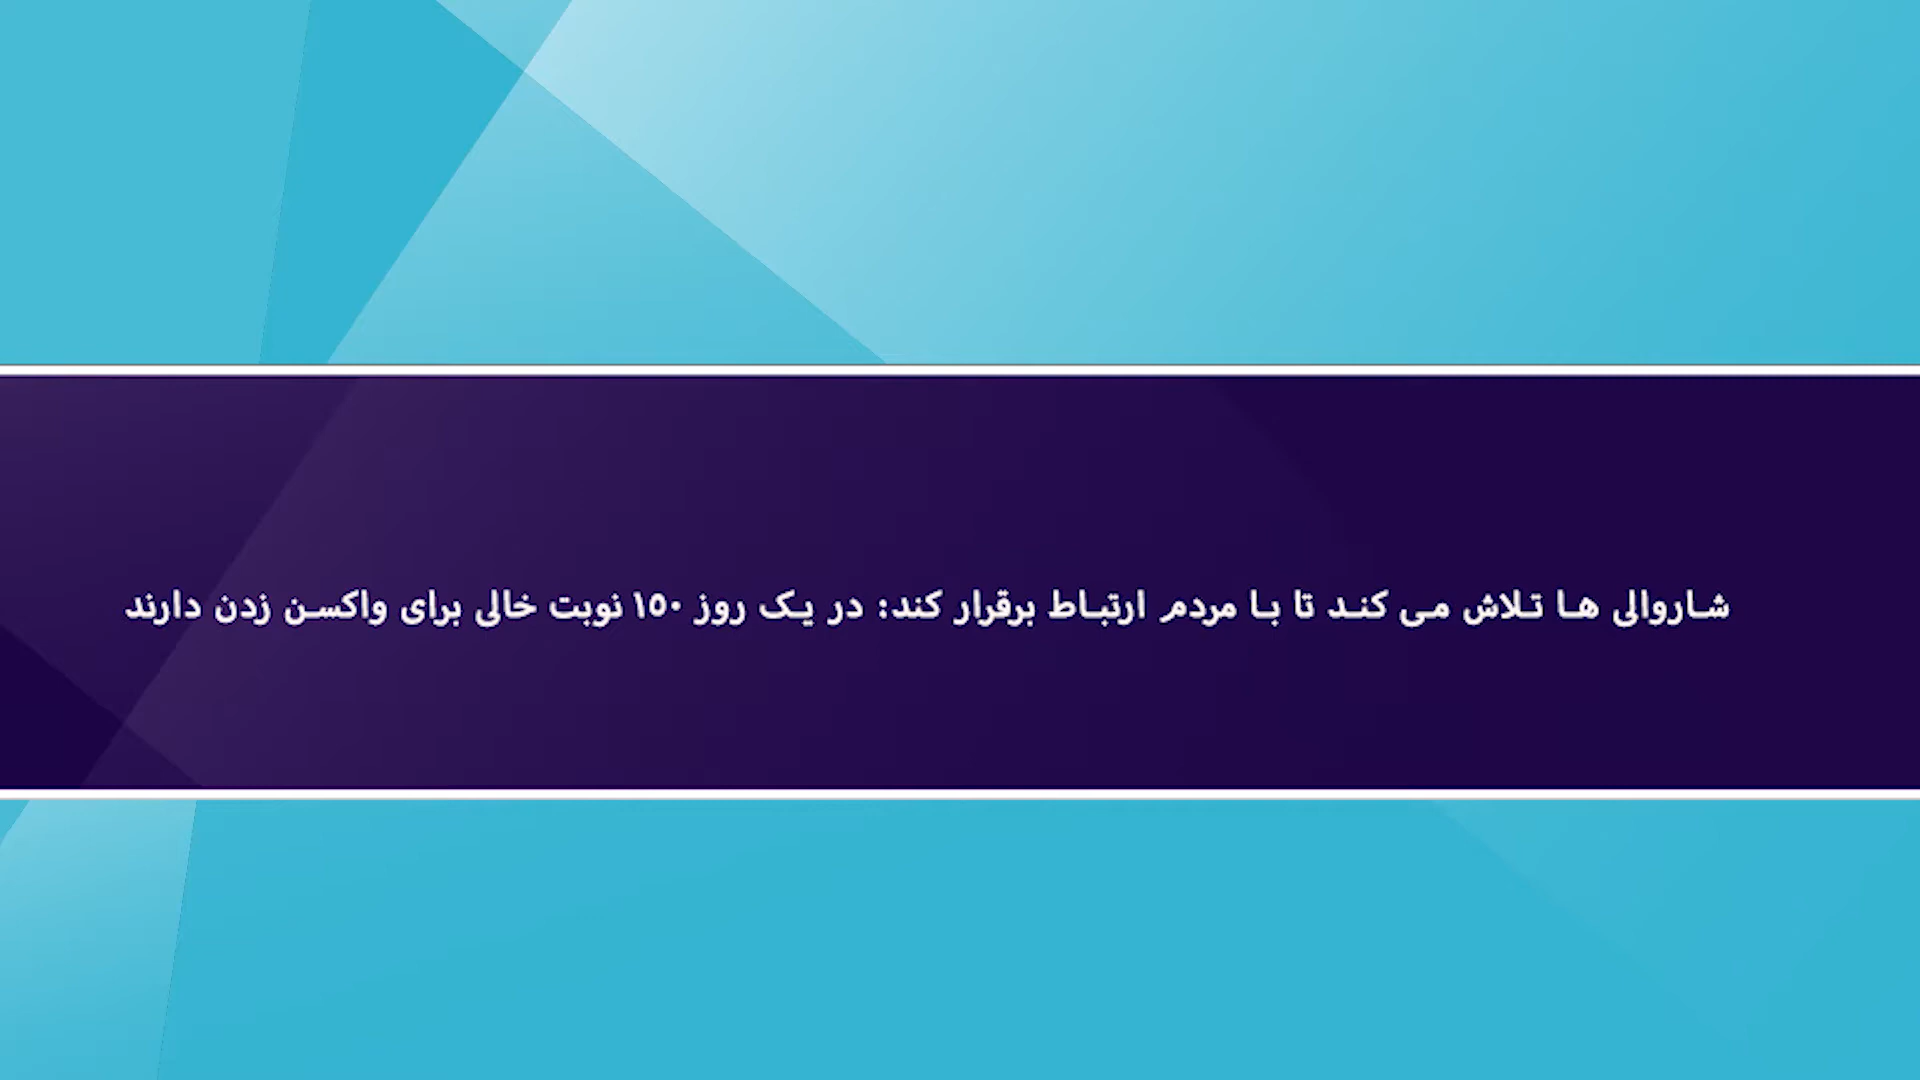 شاروالی ها تلاش می کند تا با مردم ارتباط برقرار کند: در یک روز ۱۵۰ نوبت خالی برای واکسن زدن دارند